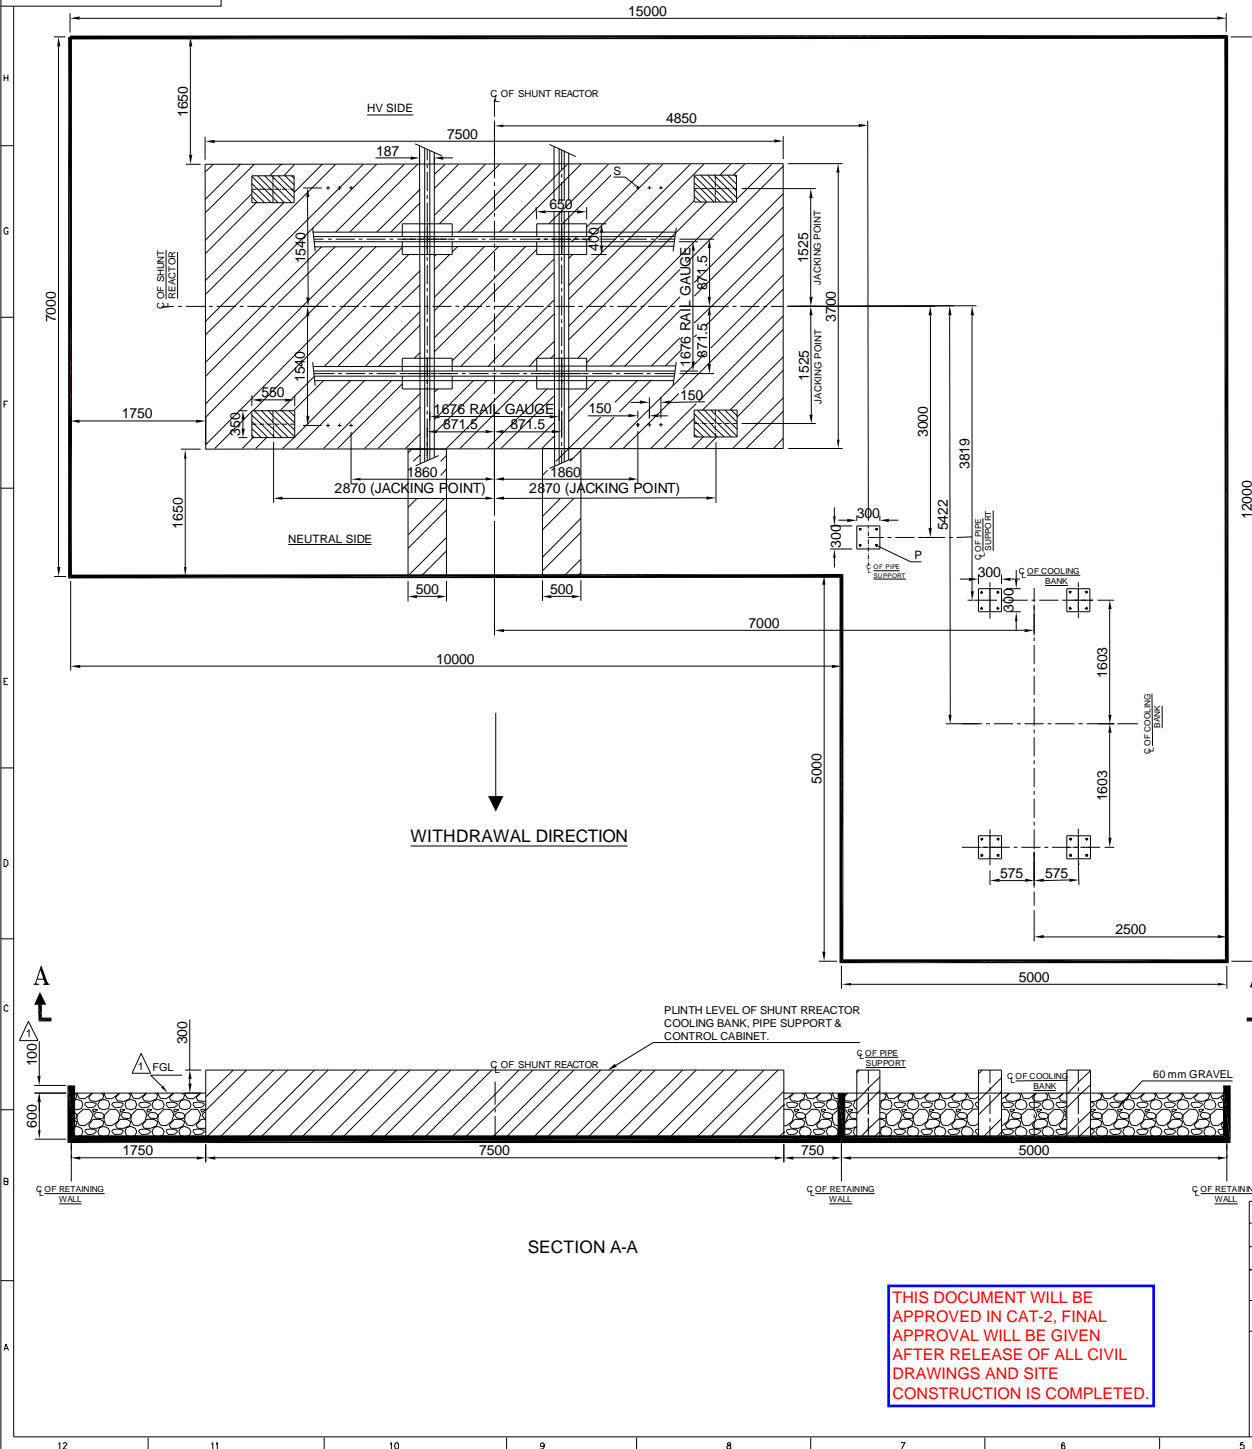 15000
H
1650
℄ OF SHUNT REACTOR
HV SIDE
4850
7500
187
S
650
400
G
1540
1525
JACKING POINT
℄ OF SHUNT
REACTOR
1676 RAIL GAUGE
871.5
7000
3700
871.5
1540
1525
JACKING POINT
550
350
F
1750
1676 RAIL GAUGE
871.5
871.5
150
150
3000
3819
1860
1860
2870 (JACKING POINT)
2870 (JACKING POINT)
12000
1650
5422
300
300
NEUTRAL SIDE
℄ OF PIPE
SUPPORT
P
℄ OF PIPE
SUPPORT
300
300
℄ OF COOLING
BANK
500
500
7000
10000
E
1603
℄ OF COOLING
BANK
5000
1603
WITHDRAWAL DIRECTION
D
575
575
2500
A
5000
C
1
100
300
PLINTH LEVEL OF SHUNT RREACTOR
COOLING BANK, PIPE SUPPORT &
CONTROL CABINET.
1
FGL
℄ OF SHUNT REACTOR
℄ OF PIPE
SUPPORT
℄ OF COOLING
BANK
60 mm GRAVEL
600
1750
7500
750
5000
B
℄ OF RETAINING
WALL
℄ OF RETAINING
WALL
℄ OF RETAININ
WALL
SECTION A-A
THIS DOCUMENT WILL BE
APPROVED IN CAT-2, FINAL
APPROVAL WILL BE GIVEN
AFTER RELEASE OF ALL CIVIL
DRAWINGS AND SITE
CONSTRUCTION IS COMPLETED.
A
12
11
10
9
8
7
6
5